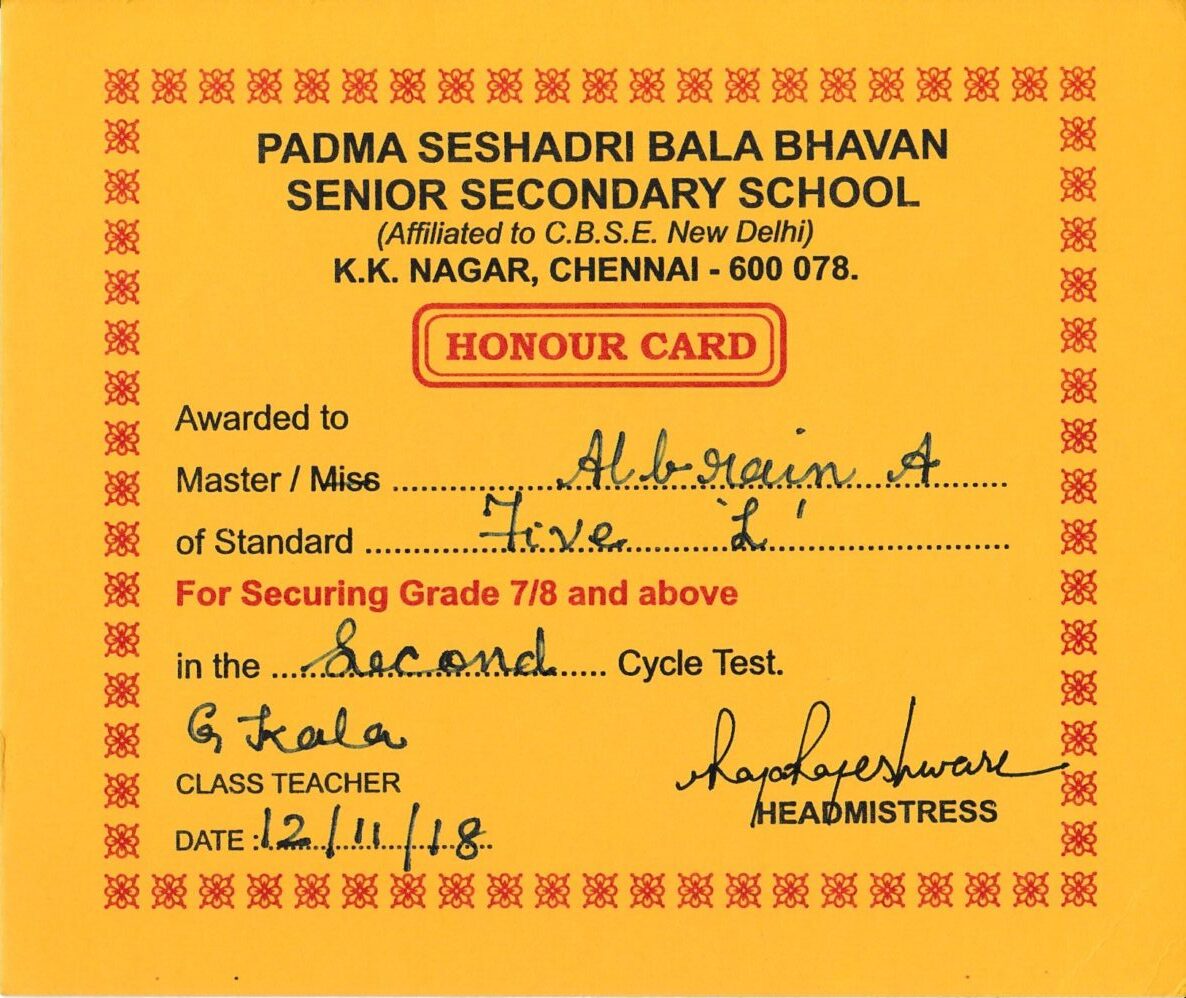 PADMA SESHADRI BALA BHAVAN
SENIOR SECONDARY SCHOOL
(Affiliated to C.B.S.E. New Delhi)
K.K. NAGAR, CHENNAI - 600 078.
HONOUR CARD
Awarded to
Master / Miss Albrain A
of Standard Five 'L'
For Securing Grade 7/8 and above
in the Second Cycle Test.
G Kala
CLASS TEACHER
Rajarajeshware
HEADMISTRESS
DATE : 12/11/18